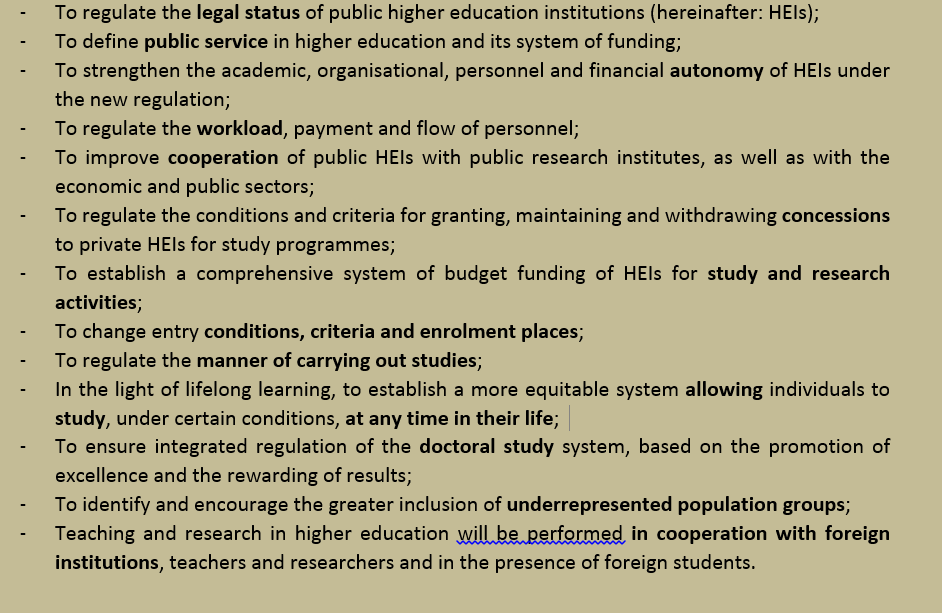 - To regulate the legal status of public higher education institutions (hereinafter: HEIs);
- To define public service in higher education and its system of funding;
- To strengthen the academic, organisational, personnel and financial autonomy of HEIs under
the new regulation;
- To regulate the workload, payment and flow of personnel;
- To improve cooperation of public HEIs with public research institutes, as well as with the
economic and public sectors;
- To regulate the conditions and criteria for granting, maintaining and withdrawing concessions
to private HEIs for study programmes;
- To establish a comprehensive system of budget funding of HEIs for study and research
activities;
- To change entry conditions, criteria and enrolment places;
- To regulate the manner of carrying out studies;
- In the light of lifelong learning, to establish a more equitable system allowing individuals to
study, under certain conditions, at any time in their life;
- To ensure integrated regulation of the doctoral study system, based on the promotion of
excellence and the rewarding of results;
- To identify and encourage the greater inclusion of underrepresented population groups;
- Teaching and research in higher education will be performed in cooperation with foreign
institutions, teachers and researchers and in the presence of foreign students.